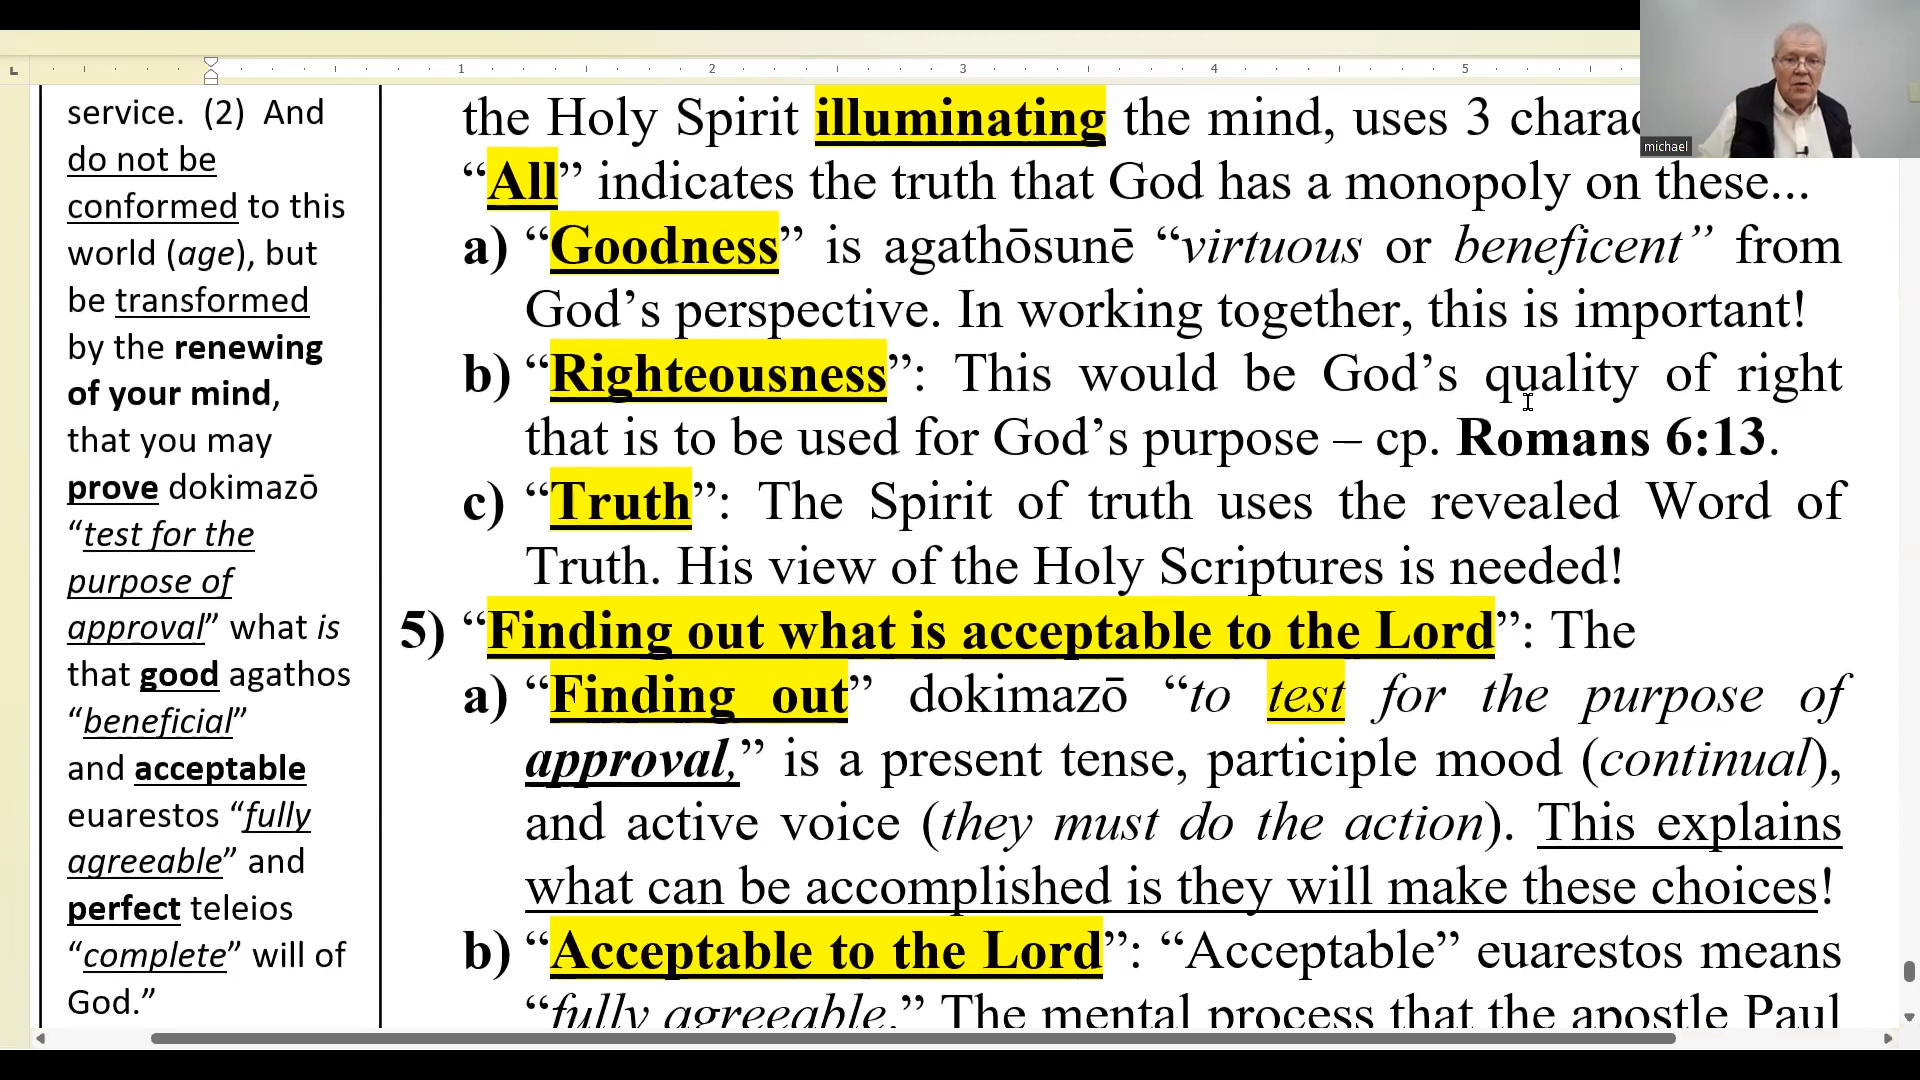 1 2 3 4 5
michael
service. (2) And
do not be
conformed to this
world (age), but
be transformed
by the renewing
of your mind,
that you may
prove dokimazō
“test for the
purpose of
approval” what is
that good agathos
“beneficial”
and acceptable
euarestos “fully
agreeable” and
perfect teleios
“complete” will of
God.”
the Holy Spirit illuminating the mind, uses 3
“All” indicates the truth that God has a monopoly on these...
a) “Goodness” is agathōsunē “virtuous or beneficent” from
God’s perspective. In working together, this is important!
b) “Righteousness”: This would be God’s quality of right
that is to be used for God’s purpose – cp. Romans 6:13.
c) “Truth”: The Spirit of truth uses the revealed Word of
Truth. His view of the Holy Scriptures is needed!
5) “Finding out what is acceptable to the Lord”: The
a) “Finding out” dokimazō “to test for the purpose of
approval,” is a present tense, participle mood (continual),
and active voice (they must do the action). This explains
what can be accomplished is they will make these choices!
b) “Acceptable to the Lord”: “Acceptable” euarestos means
“fully agreeable.” The mental process that the apostle Paul